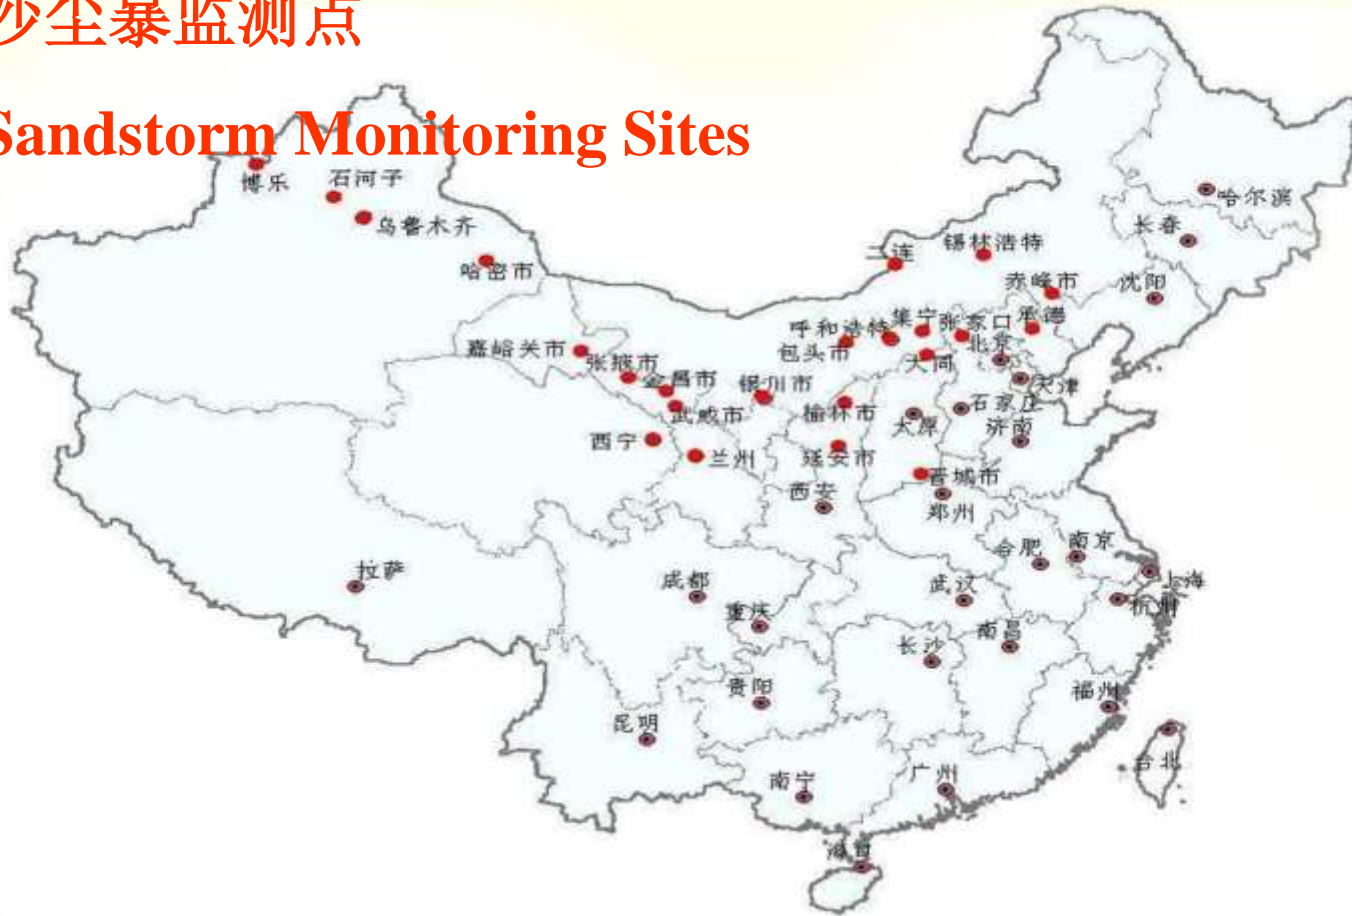 沙尘暴监测点
Sandstorm Monitoring Sites
博乐
石河子
乌鲁木齐
哈密市
哈尔滨
长春
沈阳
二连
锡林浩特
赤峰市
呼和浩特
集宁
张家口
承德
包头市
大同
北京
天津
嘉峪关市
张掖市
金昌市
武威市
银川市
榆林市
太原
石家庄
济南
西宁
兰州
延安市
晋城市
西安
郑州
合肥
南京
上海
杭州
拉萨
成都
重庆
武汉
长沙
南昌
贵阳
福州
昆明
台北
南宁
广州
海口